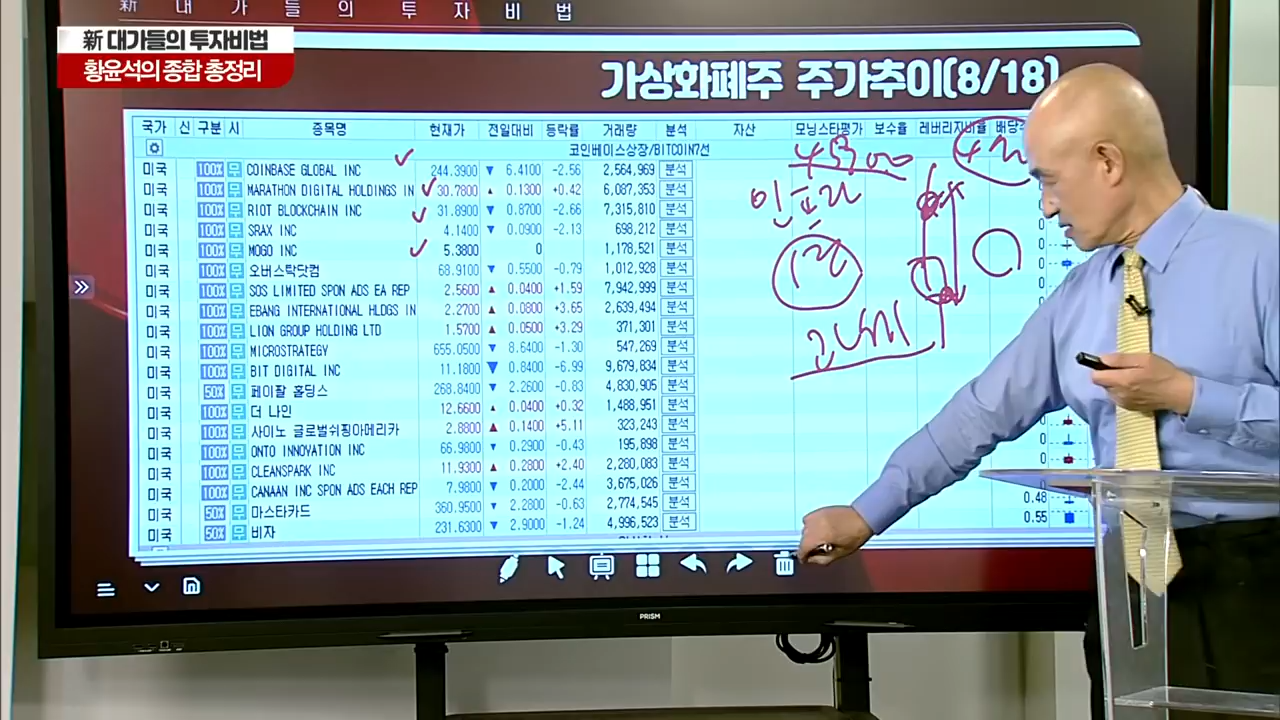 新 대가들의 투자비법
新 대가들의 투자비법
황윤석의 종합 총정리
가상화폐주 주가추이(8/18)
국가 신 구분 시 종목명 현재가 전일대비 등락률 거래량 분석 자산 모닝스타평가 보수율 레버리지비율
코인베이스상장/BITCOIN7선
미국 100% 무 COINBASE GLOBAL INC 244.3900 ▼ 6.4100 -2.56 2,564,969 분석
미국 100% 무 MARATHON DIGITAL HOLDINGS IN 30.7800 ▲ 0.1300 +0.42 6,087,353 분석
미국 100% 무 RIOT BLOCKCHAIN INC 31.8900 ▼ 0.8700 -2.66 7,315,810 분석
미국 100% 무 SRAX INC 4.1400 ▼ 0.0900 -2.13 698,212 분석
미국 100% 무 MOGO INC 5.3800 0 1,178,521 분석
미국 100% 무 오버스탁닷컴 68.9100 ▼ 0.5500 -0.79 1,012,928 분석
미국 100% 무 SOS LIMITED SPON ADS EA REP 2.5600 ▲ 0.0400 +1.59 7,942,999 분석
미국 100% 무 EBANG INTERNATIONAL HLDGS IN 2.2700 ▲ 0.0800 +3.65 2,639,494 분석
미국 100% 무 LION GROUP HOLDING LTD 1.5700 ▲ 0.0500 +3.29 371,301 분석
미국 100% 무 MICROSTRATEGY 655.0500 ▼ 8.6400 -1.30 547,269 분석
미국 100% 무 BIT DIGITAL INC 11.1800 ▼ 0.8400 -6.99 9,679,834 분석
미국 50% 무 페이팔 홀딩스 268.8400 ▼ 2.2600 -0.83 4,830,905 분석
미국 100% 무 더 나인 12.6600 ▲ 0.0400 +0.32 1,488,951 분석
미국 100% 무 사이노 글로벌쉬핑아메리카 2.8800 ▲ 0.1400 +5.11 323,243 분석
미국 100% 무 ONTO INNOVATION INC 66.9800 ▼ 0.2900 -0.43 195,898 분석
미국 100% 무 CLEANSPARK INC 11.9300 ▲ 0.2800 +2.40 2,280,083 분석
미국 100% 무 CANAAN INC SPON ADS EACH REP 7.9800 ▼ 0.2000 -2.44 3,675,026 분석
미국 50% 무 마스타카드 360.9500 ▼ 2.2800 -0.63 2,774,545 분석 0.48
미국 50% 무 비자 231.6300 ▼ 2.9000 -1.24 4,996,523 분석 0.55
PRISM